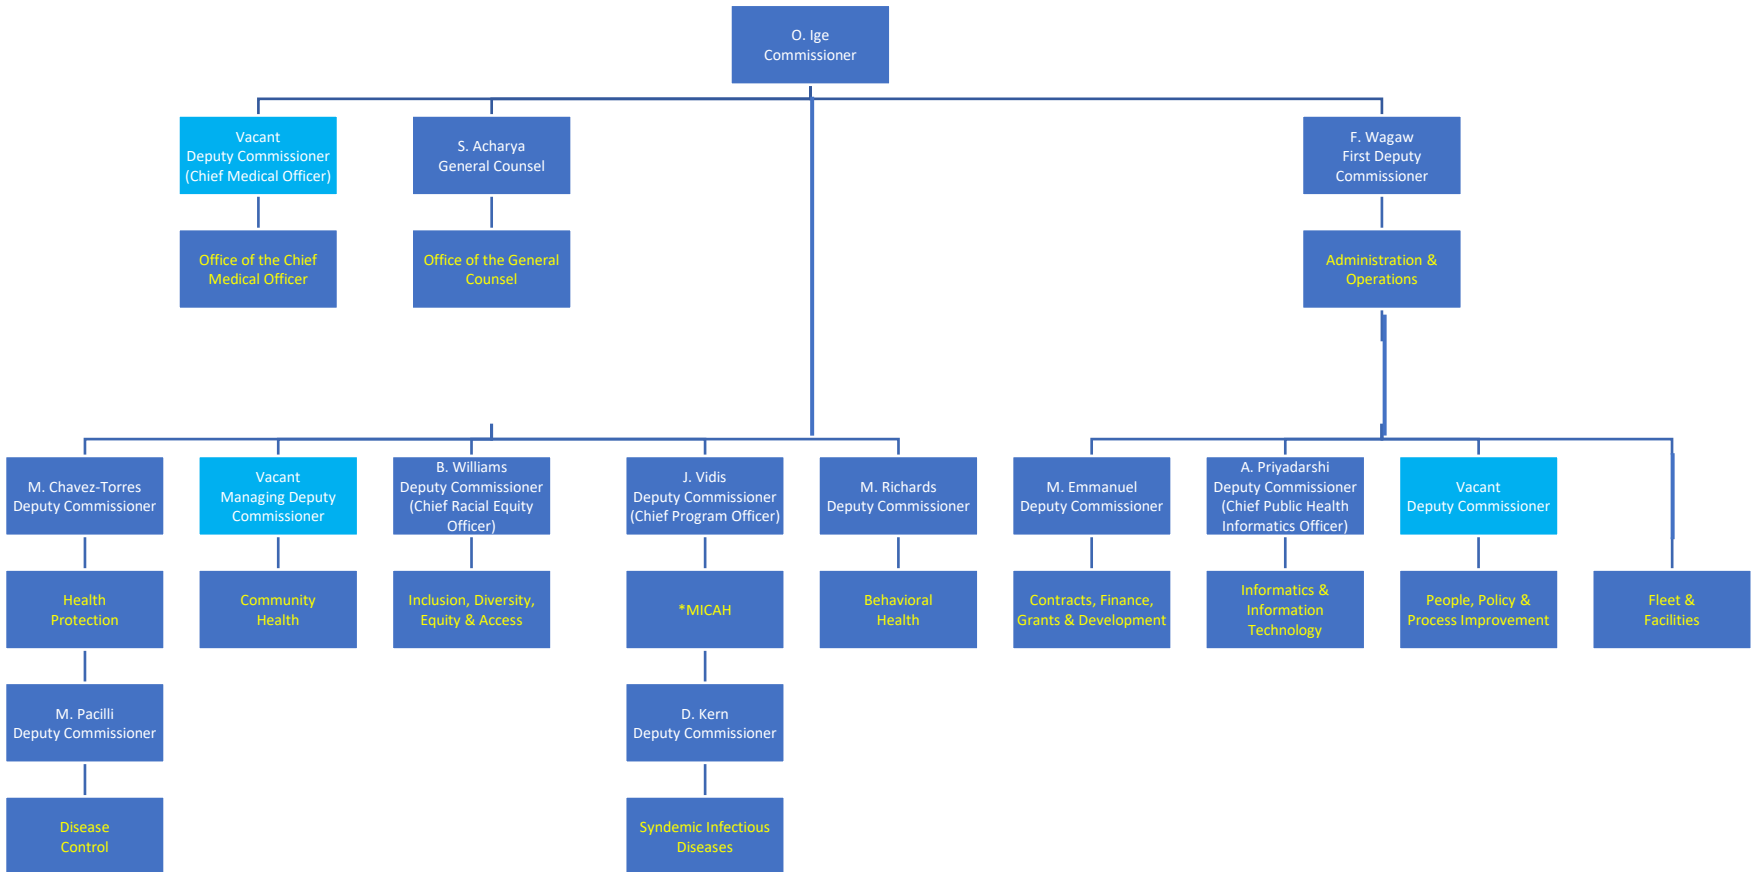 O. Ige
Commissioner
Vacant
Deputy Commissioner
(Chief Medical Officer)
S. Acharya
General Counsel
F. Wagaw
First Deputy
Commissioner
Office of the Chief
Medical Officer
Office of the General
Counsel
Administration &
Operations
M. Chavez-Torres
Deputy Commissioner
Vacant
Managing Deputy
Commissioner
B. Williams
Deputy Commissioner
(Chief Racial Equity
Officer)
J. Vidis
Deputy Commissioner
(Chief Program Officer)
M. Richards
Deputy Commissioner
M. Emmanuel
Deputy Commissioner
A. Priyadarshi
Deputy Commissioner
(Chief Public Health
Informatics Officer)
Vacant
Deputy Commissioner
Health
Protection
Community
Health
Inclusion, Diversity,
Equity & Access
*MICAH
Behavioral
Health
Contracts, Finance,
Grants & Development
Informatics &
Information
Technology
People, Policy &
Process Improvement
Fleet &
Facilities
M. Pacilli
Deputy Commissioner
D. Kern
Deputy Commissioner
Disease
Control
Syndemic Infectious
Diseases